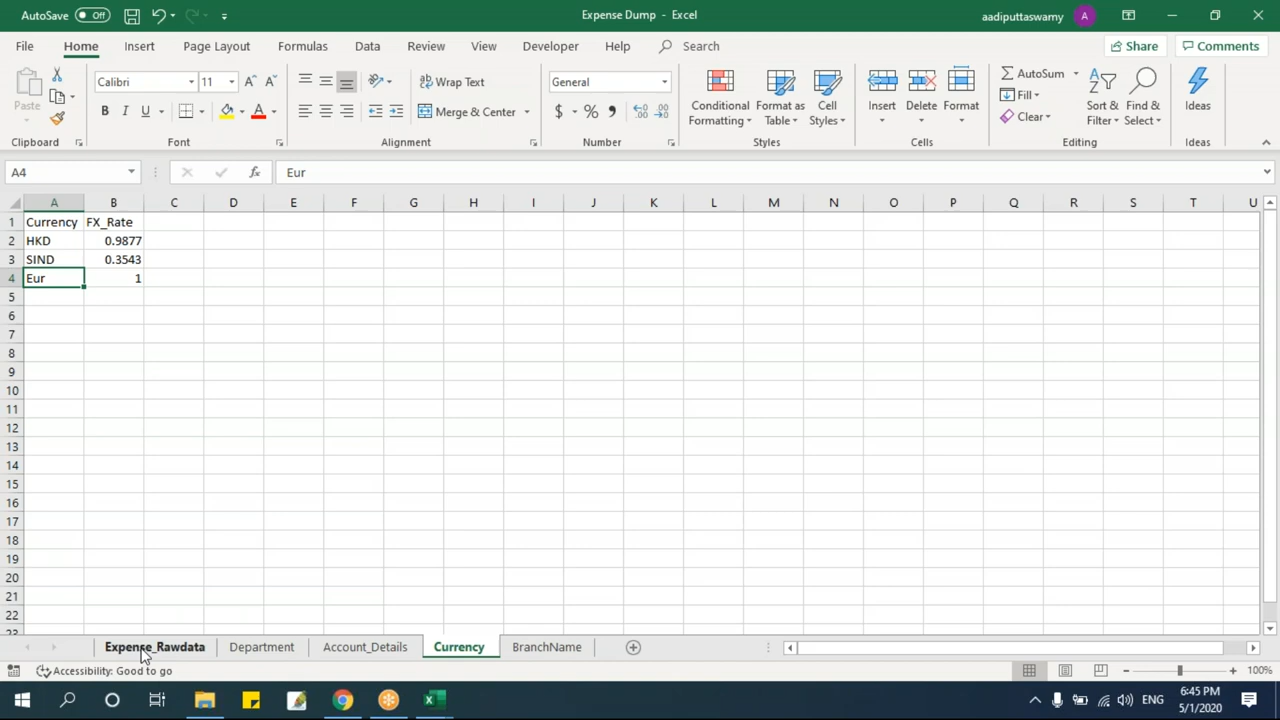 AutoSave Off Expense Dump - Excel aadiputtaswamy A
File Home Insert Page Layout Formulas Data Review View Developer Help Search Share Comments
Paste Calibri 11 Wrap Text General Conditional Formatting Format as Table Cell Styles Insert Delete Format AutoSum Fill Clear Sort & Filter Find & Select Ideas
B I U Merge & Center $ %
Clipboard Font Alignment Number Styles Cells Editing Ideas
A4 fx Eur
A B C D E F G H I J K L M N O P Q R S T U
1 Currency FX_Rate
2 HKD 0.9877
3 SIND 0.3543
4 Eur 1
5
6
7
8
9
10
11
12
13
14
15
16
17
18
19
20
21
22
23
Expense_Rawdata Department Account_Details Currency BranchName
Accessibility: Good to go 100%
ENG 6:45 PM
5/1/2020